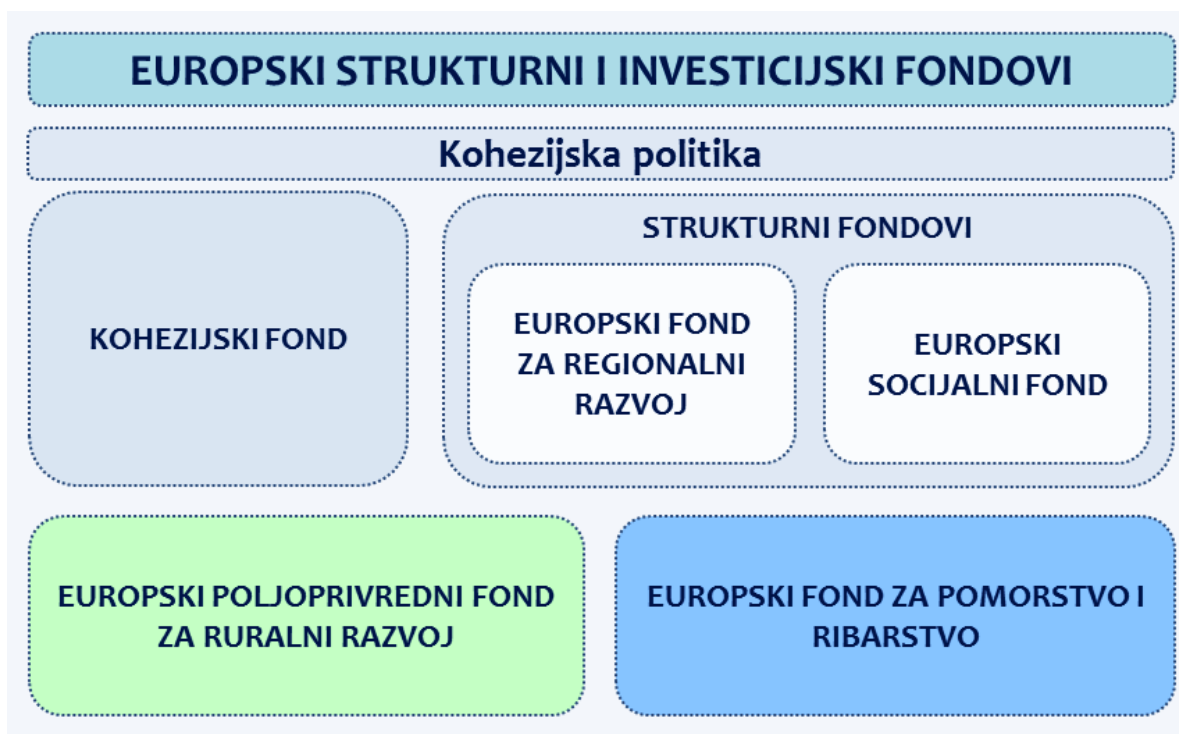 EUROPSKI STRUKTURNI I INVESTICIJSKI FONDOVI
Kohezijska politika
KOHEZIJSKI FOND
STRUKTURNI FONDOVI
EUROPSKI FOND
ZA REGIONALNI
RAZVOJ
EUROPSKI
SOCIJALNI FOND
EUROPSKI POLJOPRIVREDNI FOND
ZA RURALNI RAZVOJ
EUROPSKI FOND ZA POMORSTVO I
RIBARSTVO